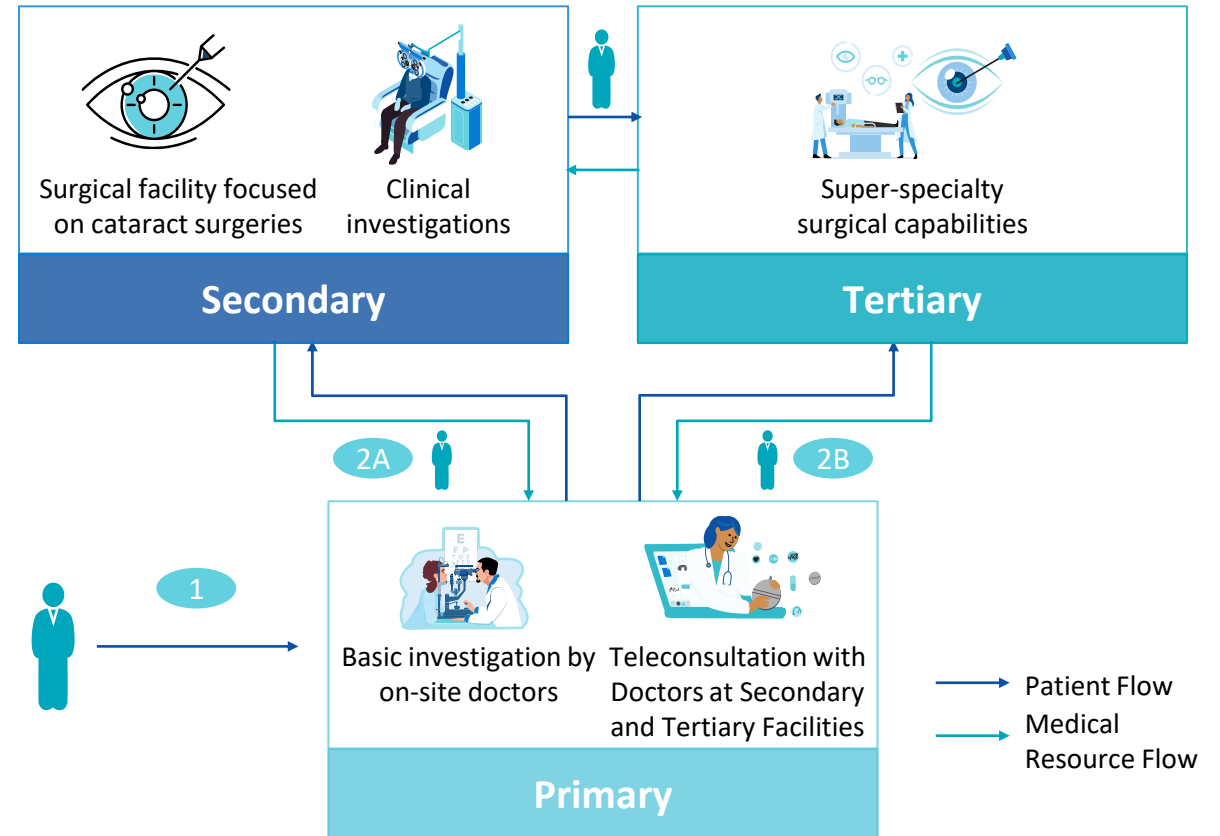 Surgical facility focused
on cataract surgeries
Clinical
investigations
Secondary
Super-specialty
surgical capabilities
Tertiary
2A
2B
1
E
F P
T O Z
Basic investigation by
on-site doctors
Teleconsultation with
Doctors at Secondary
and Tertiary Facilities
Primary
Patient Flow
Medical
Resource Flow